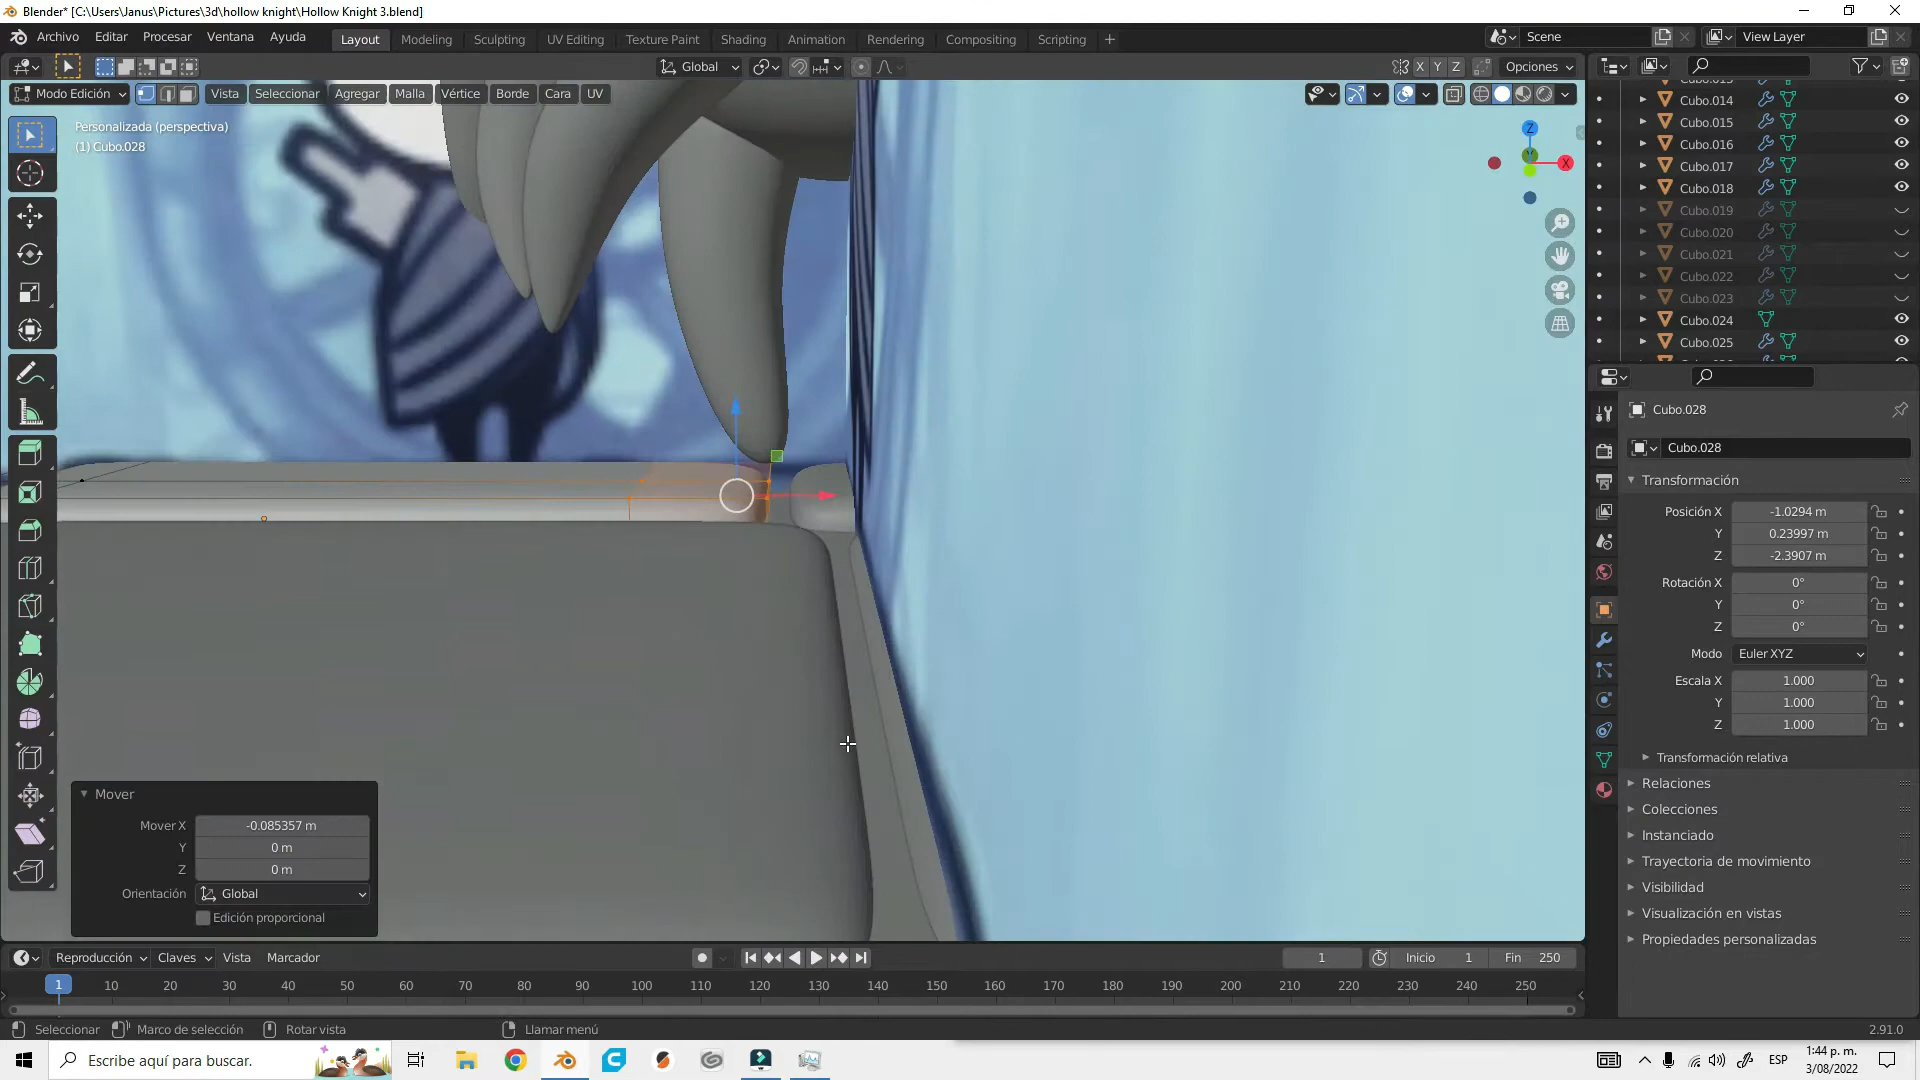 Blender* [C:\Users\Janus\Pictures\3d\hollow knight\Hollow Knight 3.blend]
Archivo Editar Procesar Ventana Ayuda Layout Modeling Sculpting UV Editing Texture Paint Shading Animation Rendering Compositing Scripting + Scene View Layer
Global X Y Z Opciones
Modo Edición Vista Seleccionar Agregar Malla Vértice Borde Cara UV
Personalizada (perspectiva)
(1) Cubo.028
Z
X
Cubo.014
Cubo.015
Cubo.016
Cubo.017
Cubo.018
Cubo.019
Cubo.020
Cubo.021
Cubo.022
Cubo.023
Cubo.024
Cubo.025
Cubo.028
Cubo.028
Transformación
Posición X -1.0294 m
Y 0.23997 m
Z -2.3907 m
Rotación X 0°
Y 0°
Z 0°
Modo Euler XYZ
Escala X 1.000
Y 1.000
Z 1.000
Transformación relativa
Relaciones
Colecciones
Instanciado
Trayectoria de movimiento
Visibilidad
Visualización en vistas
Propiedades personalizadas
Mover
Mover X -0.085357 m
Y 0 m
Z 0 m
Orientación Global
Edición proporcional
Reproducción Claves Vista Marcador 1 Inicio 1 Fin 250
1 10 20 30 40 50 60 70 80 90 100 110 120 130 140 150 160 170 180 190 200 210 220 230 240 250
Seleccionar Marco de selección Rotar vista Llamar menú 2.91.0
Escribe aquí para buscar. ESP 1:44 p. m.
3/08/2022